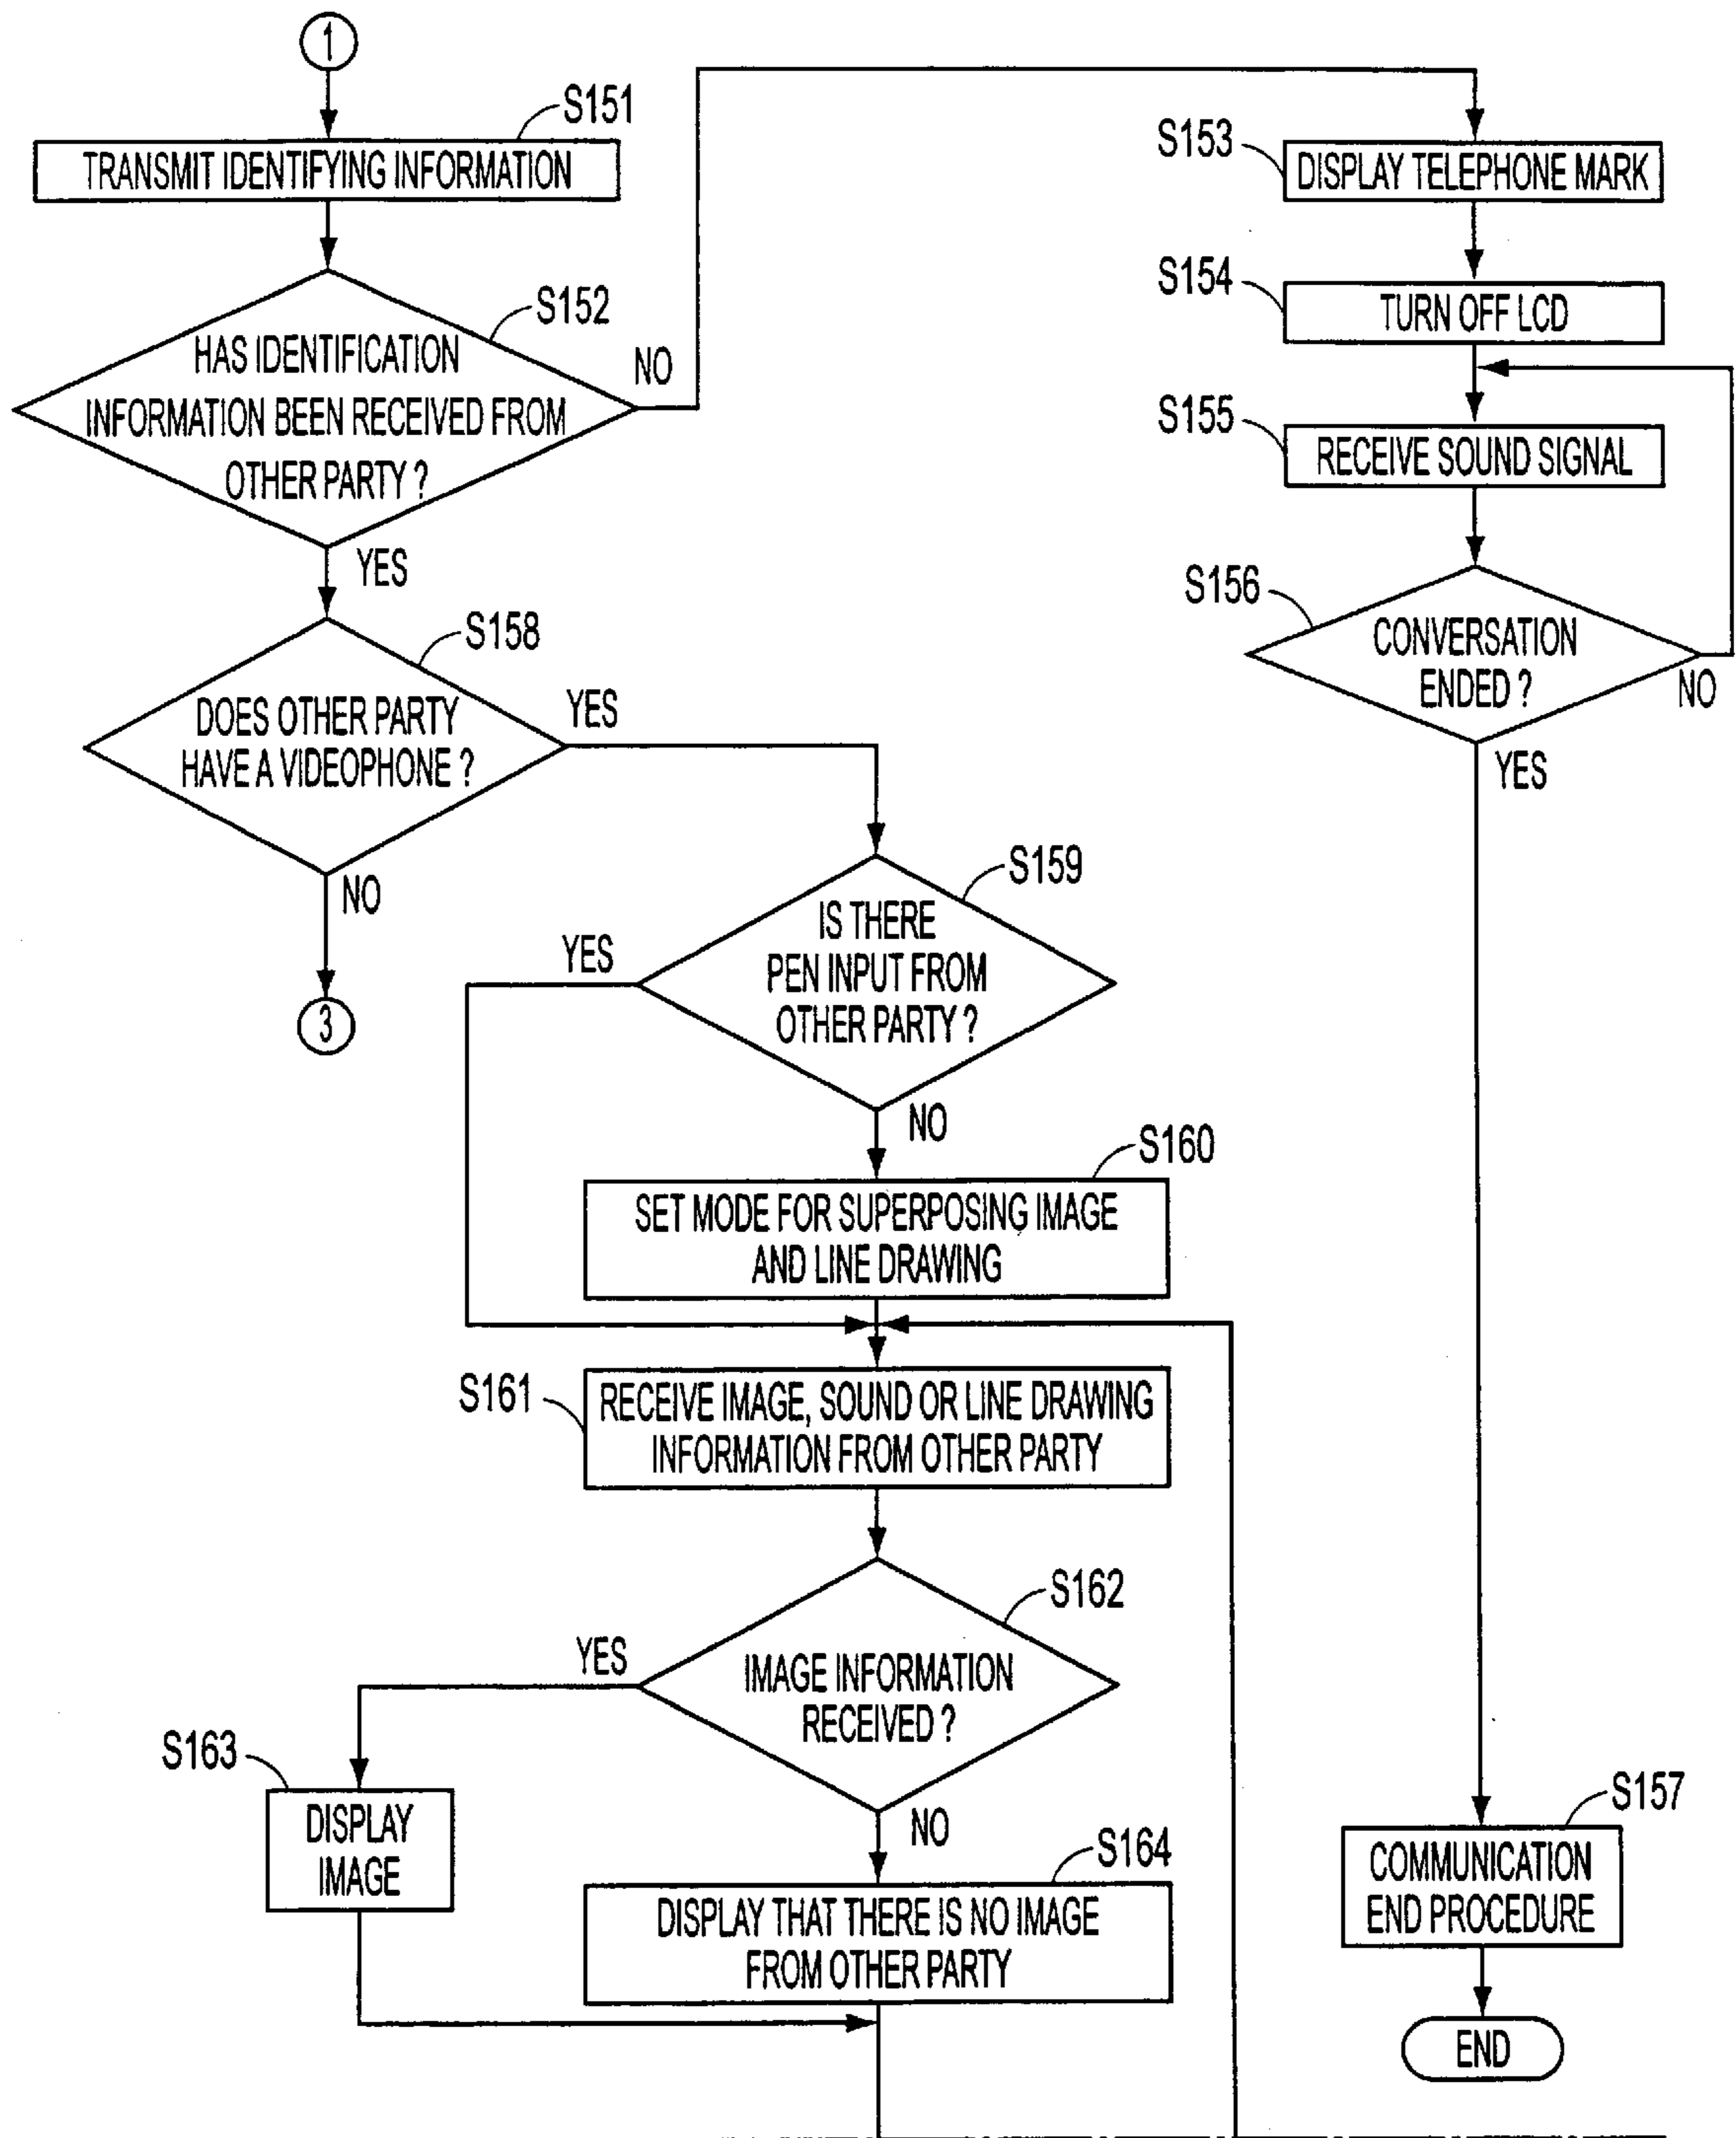 1
S151
TRANSMIT IDENTIFYING INFORMATION
S152
HAS IDENTIFICATION
INFORMATION BEEN RECEIVED FROM
OTHER PARTY ?
NO
YES
S153
DISPLAY TELEPHONE MARK
S154
TURN OFF LCD
S155
RECEIVE SOUND SIGNAL
S156
CONVERSATION
ENDED ?
NO
YES
S158
DOES OTHER PARTY
HAVE A VIDEOPHONE ?
YES
NO
3
S159
IS THERE
PEN INPUT FROM
OTHER PARTY ?
YES
NO
S160
SET MODE FOR SUPERPOSING IMAGE
AND LINE DRAWING
S161
RECEIVE IMAGE, SOUND OR LINE DRAWING
INFORMATION FROM OTHER PARTY
S162
IMAGE INFORMATION
RECEIVED ?
YES
NO
S163
DISPLAY
IMAGE
S164
DISPLAY THAT THERE IS NO IMAGE
FROM OTHER PARTY
S157
COMMUNICATION
END PROCEDURE
END